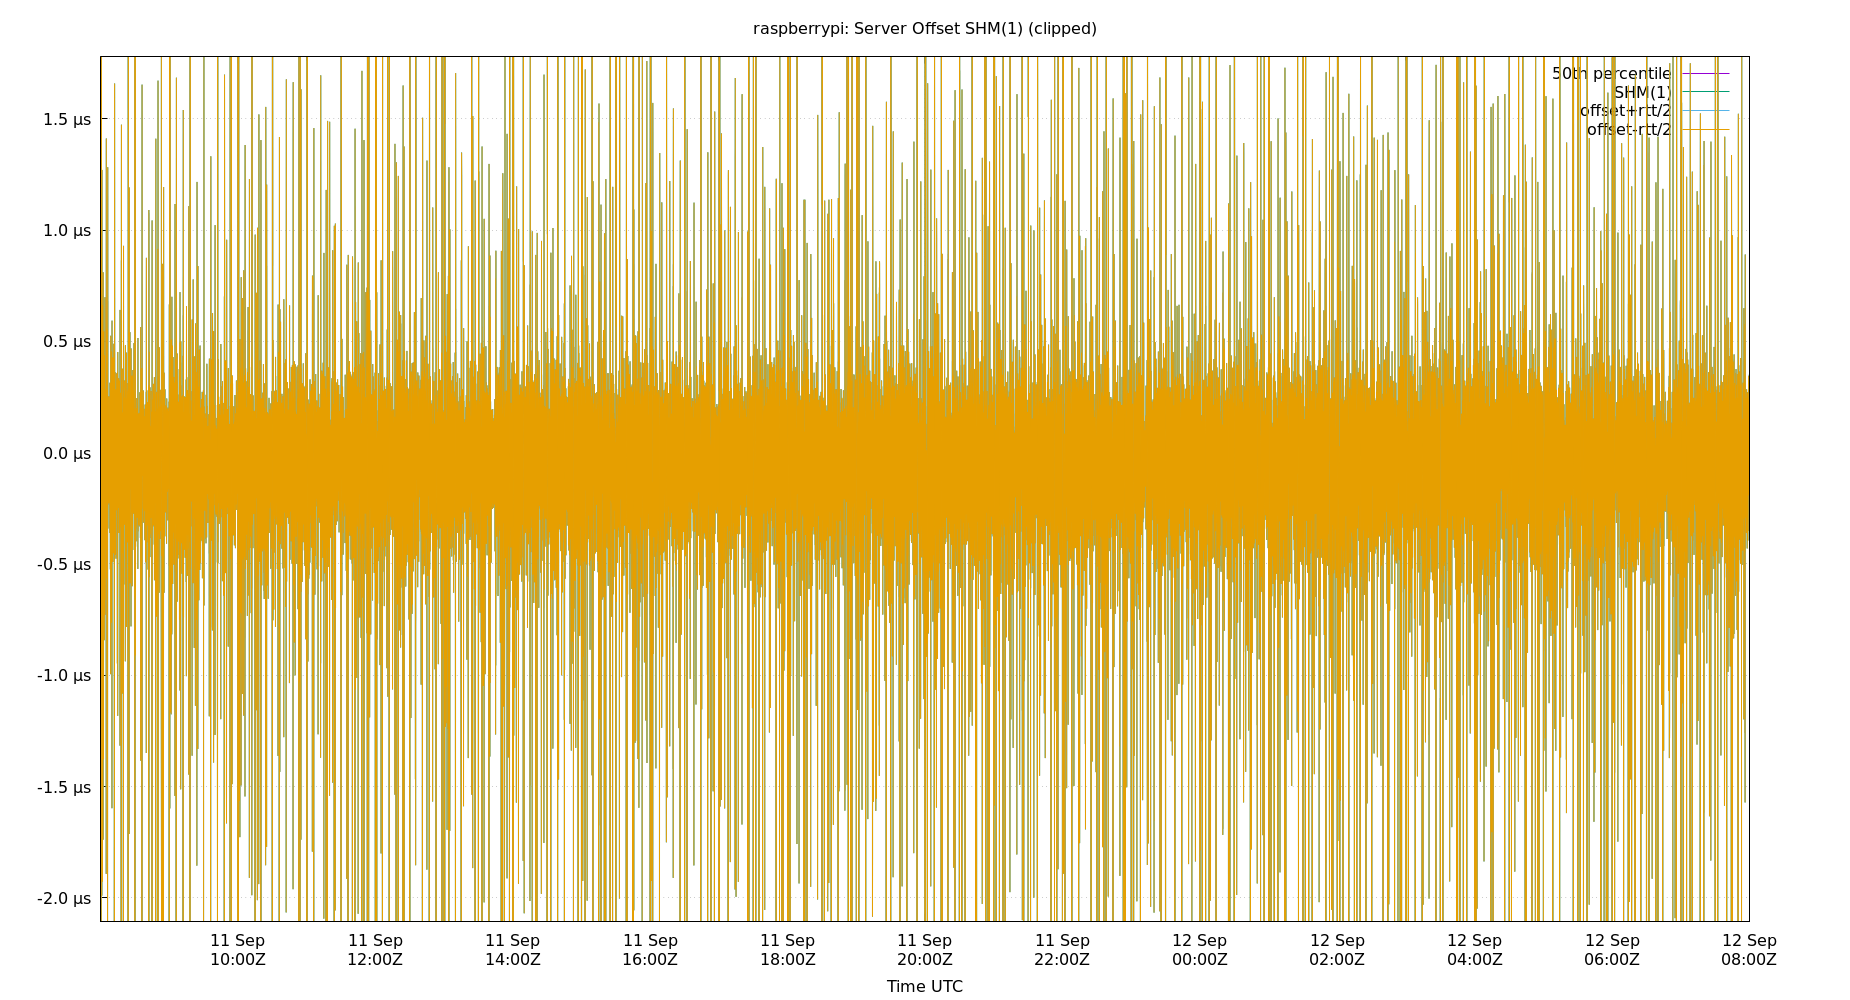 raspberrypi: Server Offset SHM(1) (clipped)
50th percentile
SHM(1)
offset+rtt/2
offset-rtt/2
1.5 µs
1.0 µs
0.5 µs
0.0 µs
-0.5 µs
-1.0 µs
-1.5 µs
-2.0 µs
11 Sep 11 Sep 11 Sep 11 Sep 11 Sep 11 Sep 11 Sep 12 Sep 12 Sep 12 Sep 12 Sep 12 Sep
10:00Z 12:00Z 14:00Z 16:00Z 18:00Z 20:00Z 22:00Z 00:00Z 02:00Z 04:00Z 06:00Z 08:00Z
Time UTC